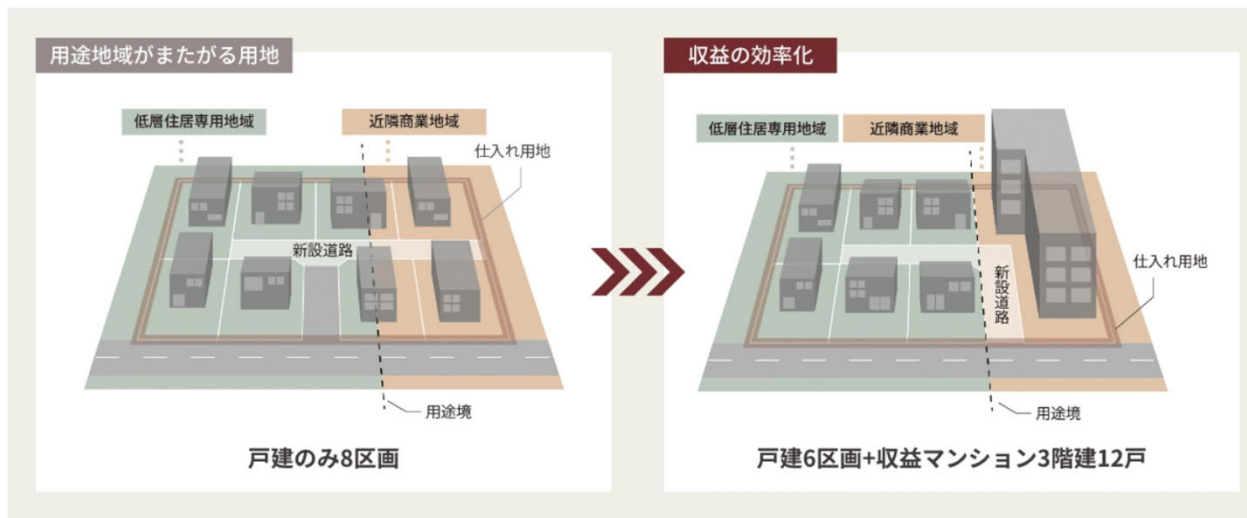 用途地域がまたがる用地
低層住居専用地域
近隣商業地域
仕入れ用地
新設道路
用途境
戸建のみ8区画
収益の効率化
低層住居専用地域
近隣商業地域
新設道路
仕入れ用地
用途境
戸建6区画+収益マンション3階建12戸